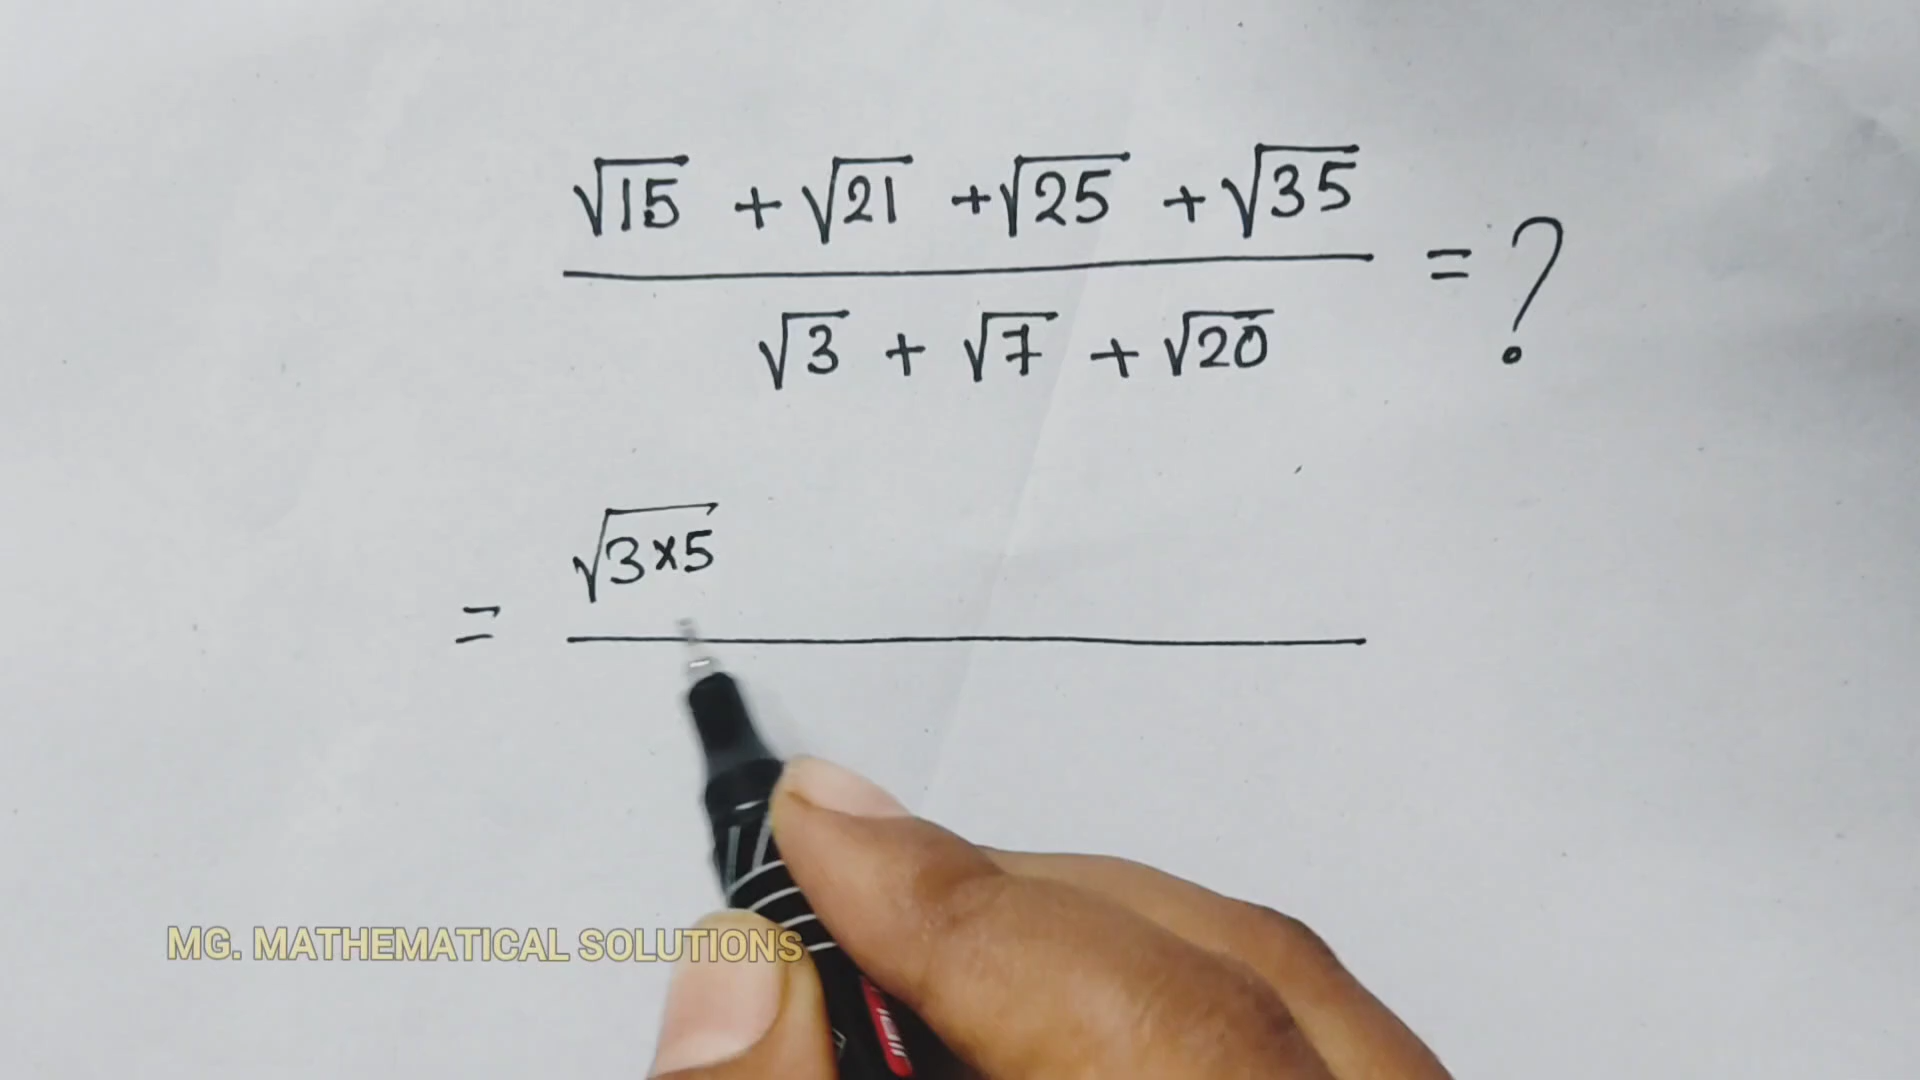 √15 + √21 + √25 + √35
= ?
√3 + √7 + √20
√3×5
=
MG. MATHEMATICAL SOLUTIONS